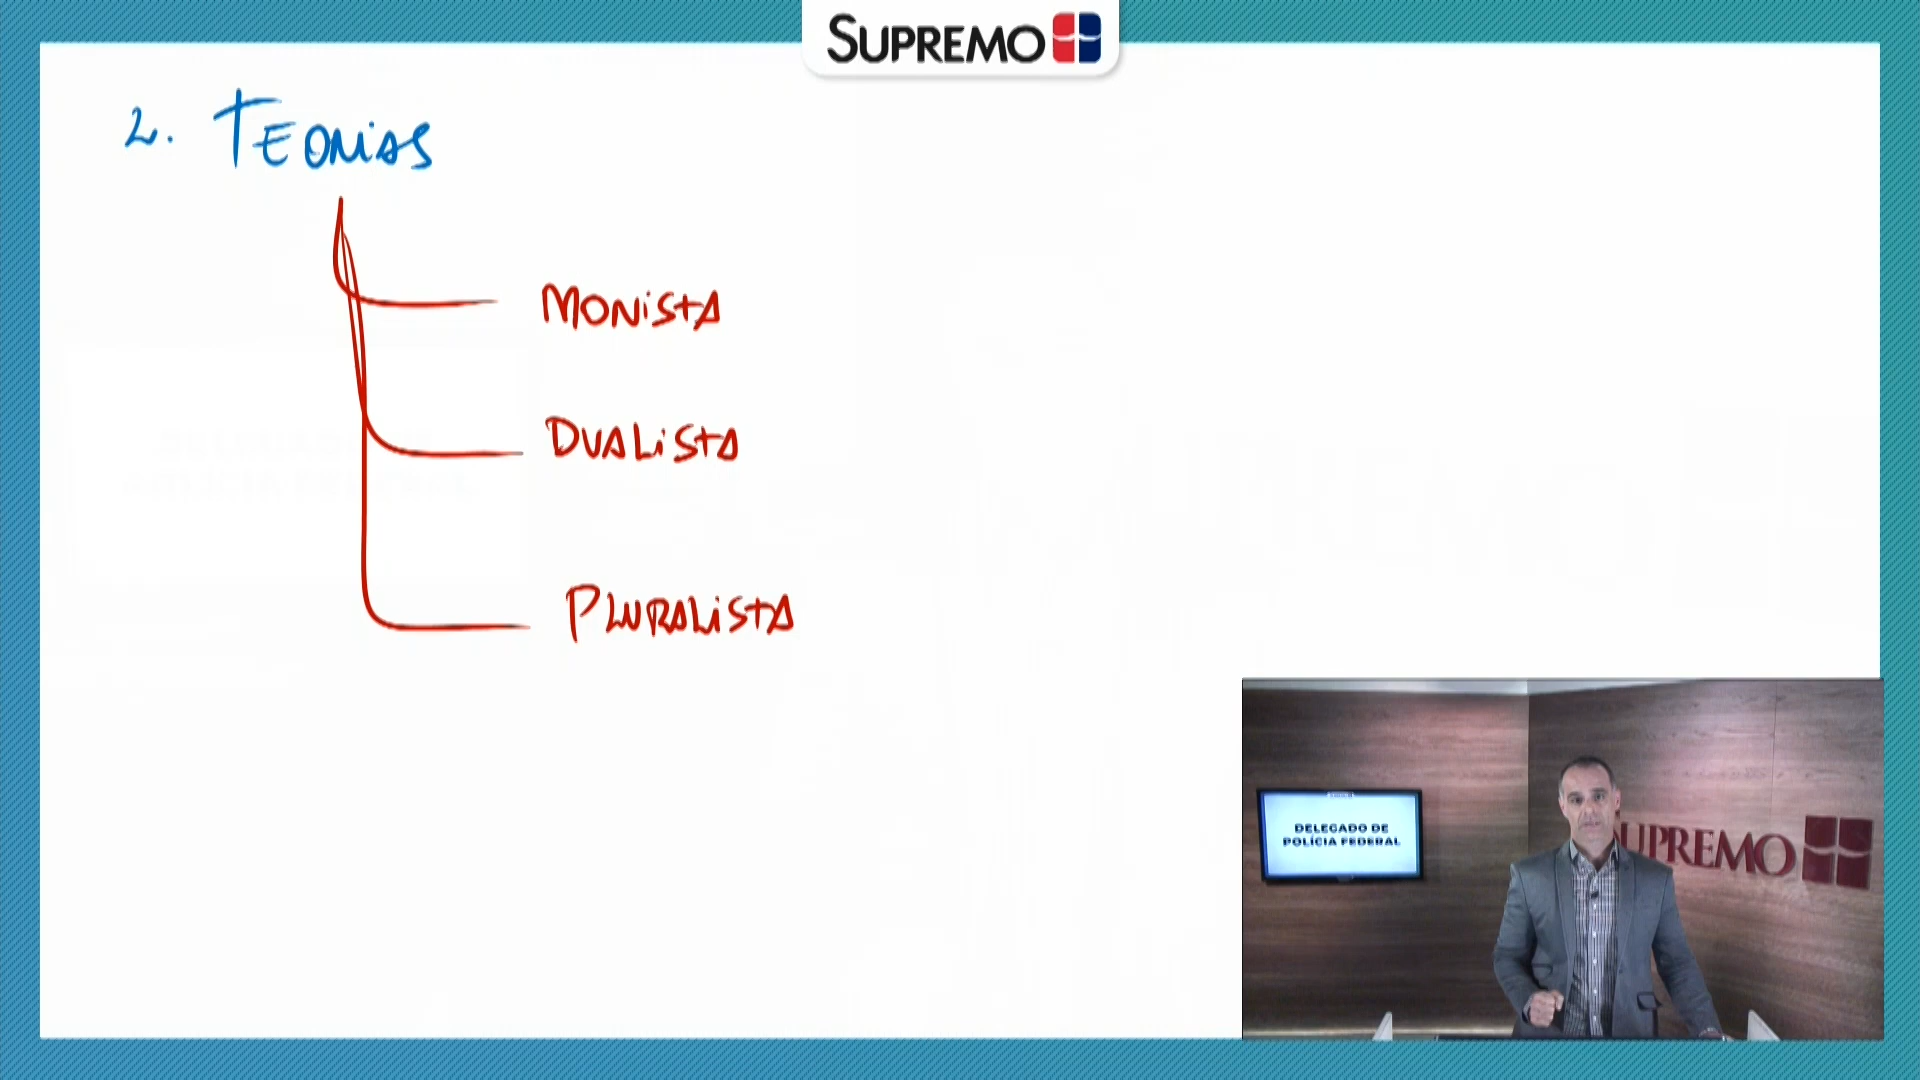 SUPREMO
2. TEORIAS
MONISTA
DUALISTA
PLURALISTA
DELEGADO DE
POLÍCIA FEDERAL
SUPREMO